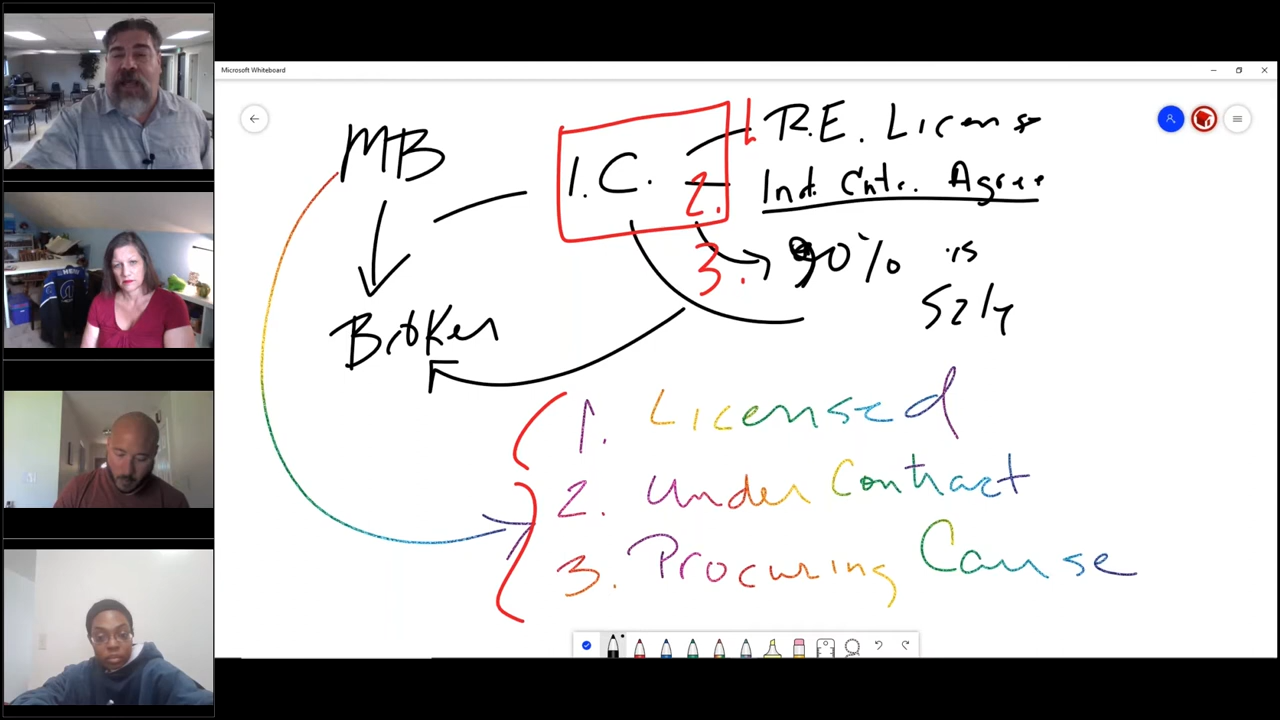 Microsoft Whiteboard
MB
I.C.
1. R.E. License
2. Ind. Cntr. Agree
3. 90% is
Broker
1. Licensed
2. Under Contract
3. Procuring Cause